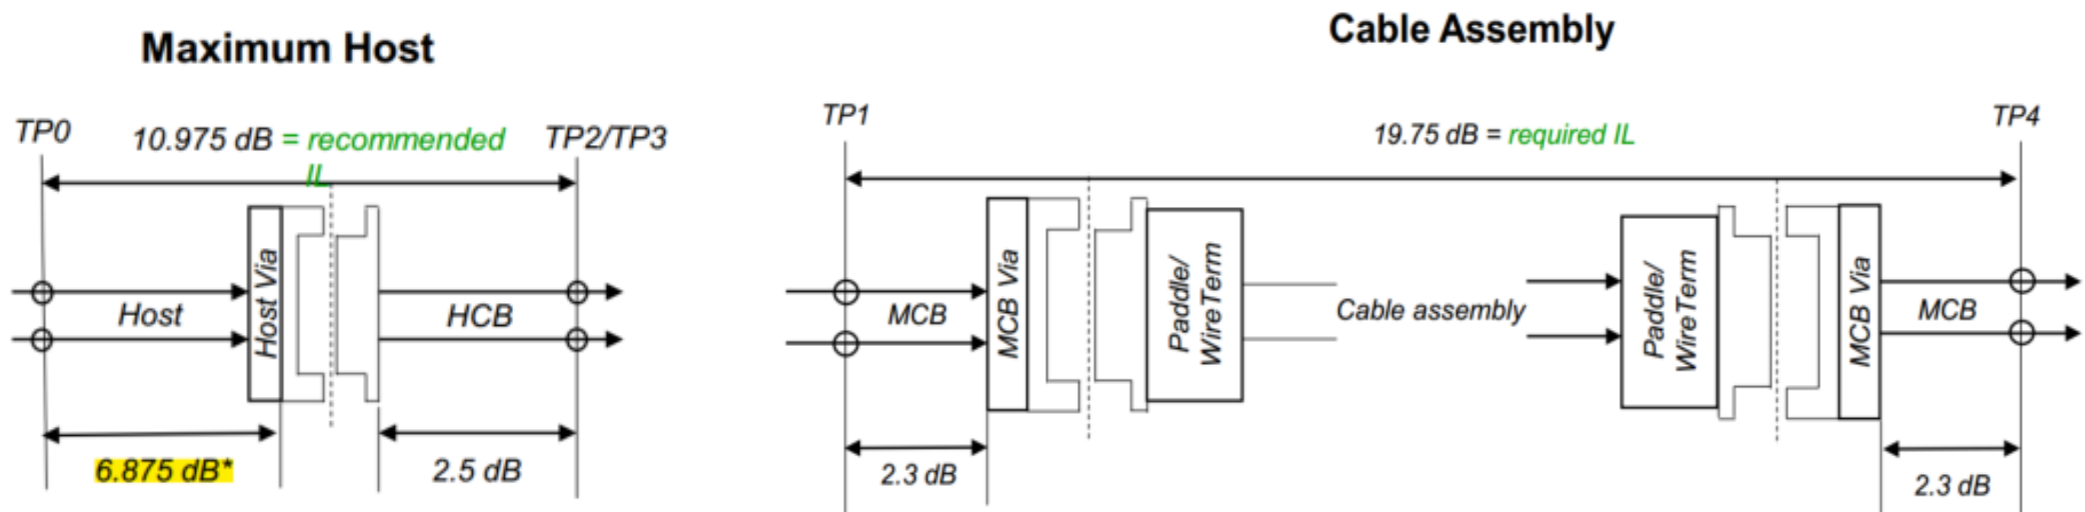 Maximum Host
TP0
10.975 dB = recommended
IL
TP2/TP3
Host
Host Via
HCB
6.875 dB*
2.5 dB
Cable Assembly
TP1
19.75 dB = required IL
TP4
MCB
MCB Via
Paddle/
WireTerm
Cable assembly
Paddle/
WireTerm
MCB Via
MCB
2.3 dB
2.3 dB